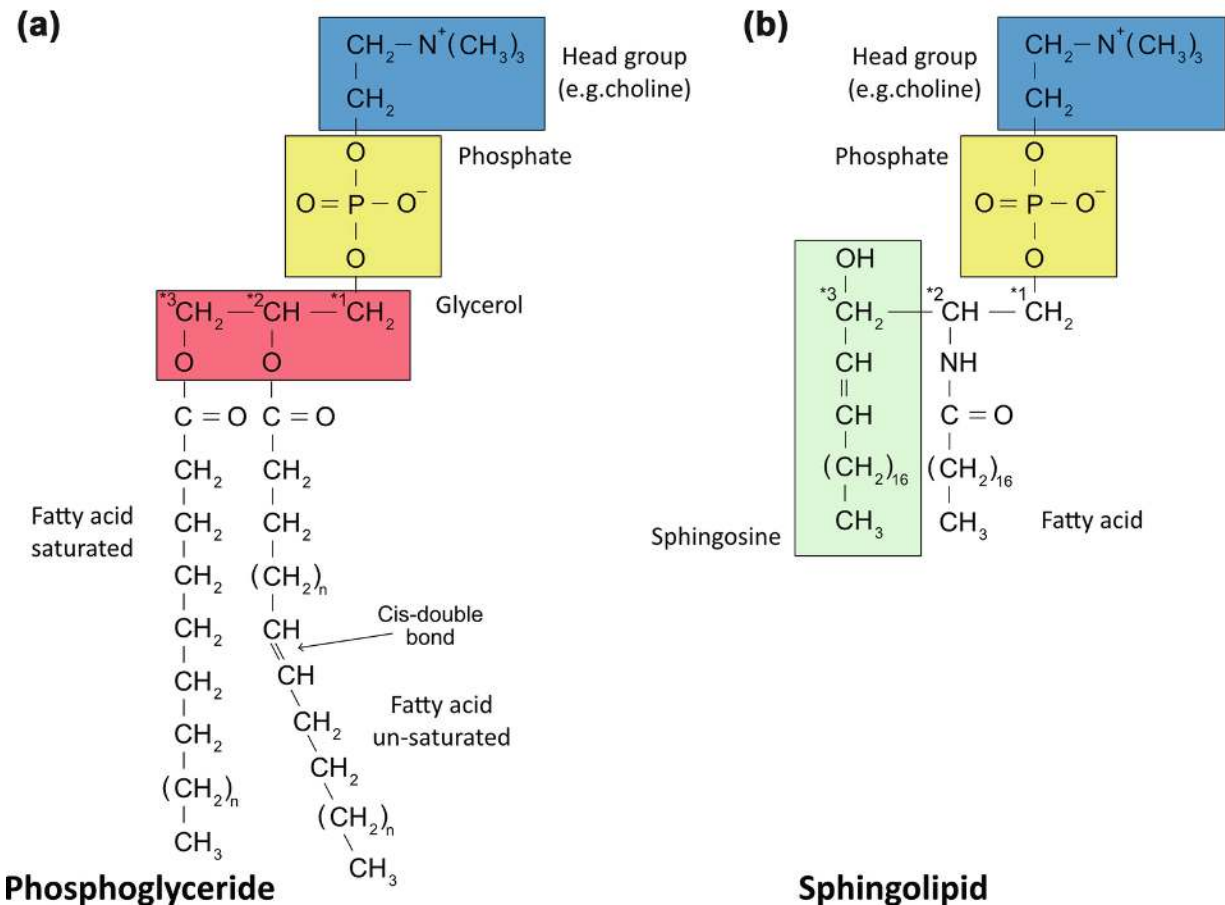 (a)
CH₂–N⁺(CH₃)₃
CH₂
Head group
(e.g.choline)
O
Phosphate
O=P–O⁻
O
*3CH₂—*2CH—*1CH₂
Glycerol
O O
C=O C=O
CH₂ CH₂
Fatty acid
saturated
CH₂ CH₂
CH₂ (CH₂)n
CH₂ CH
Cis-double
bond
CH₂ CH
Fatty acid
un-saturated
CH₂ CH₂
(CH₂)n CH₂
CH₃ (CH₂)n
CH₃
Phosphoglyceride
(b)
CH₂–N⁺(CH₃)₃
CH₂
Head group
(e.g.choline)
O
Phosphate
O=P–O⁻
OH O
*3CH₂—*2CH—*1CH₂
CH NH
CH C=O
(CH₂)₁₆ (CH₂)₁₆
CH₃ CH₃
Sphingosine
Fatty acid
Sphingolipid